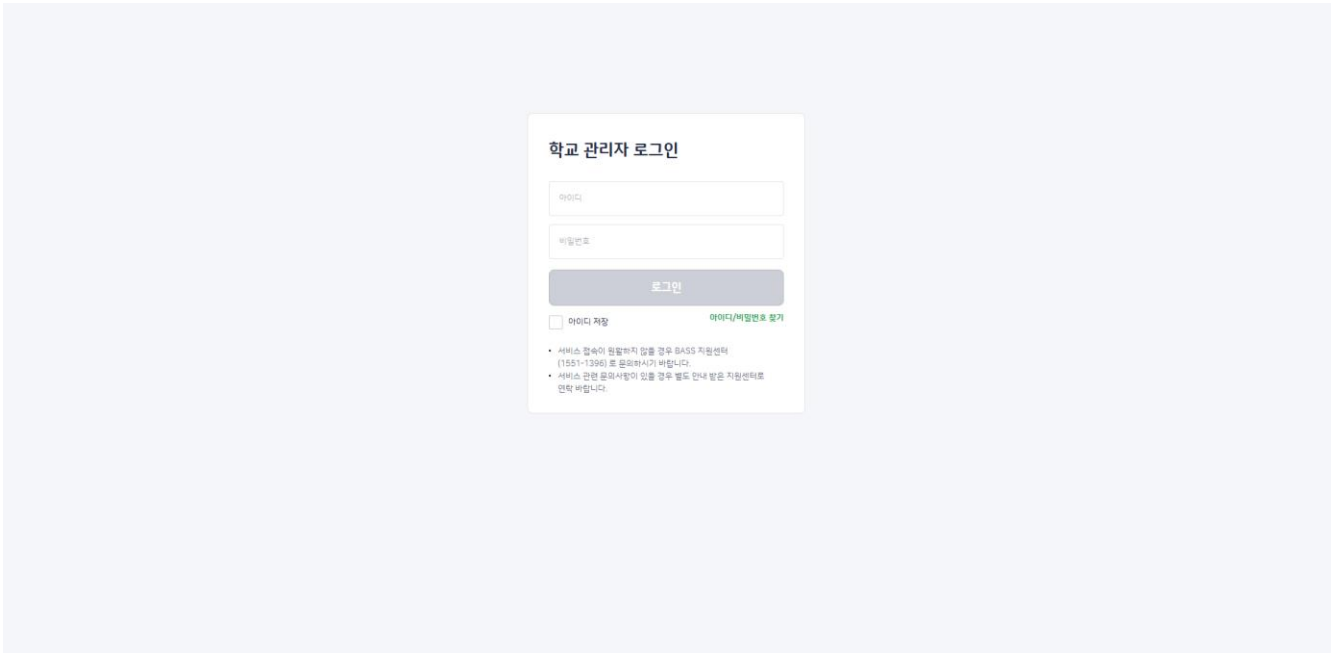 학교 관리자 로그인
아이디
비밀번호
로그인
아이디 저장
아이디/비밀번호 찾기
• 서비스 접속이 원활하지 않을 경우 BASS 지원센터
(1551-1396) 로 문의하시기 바랍니다.
• 서비스 관련 문의사항이 있을 경우 별도 안내 받은 지원센터로
연락 바랍니다.